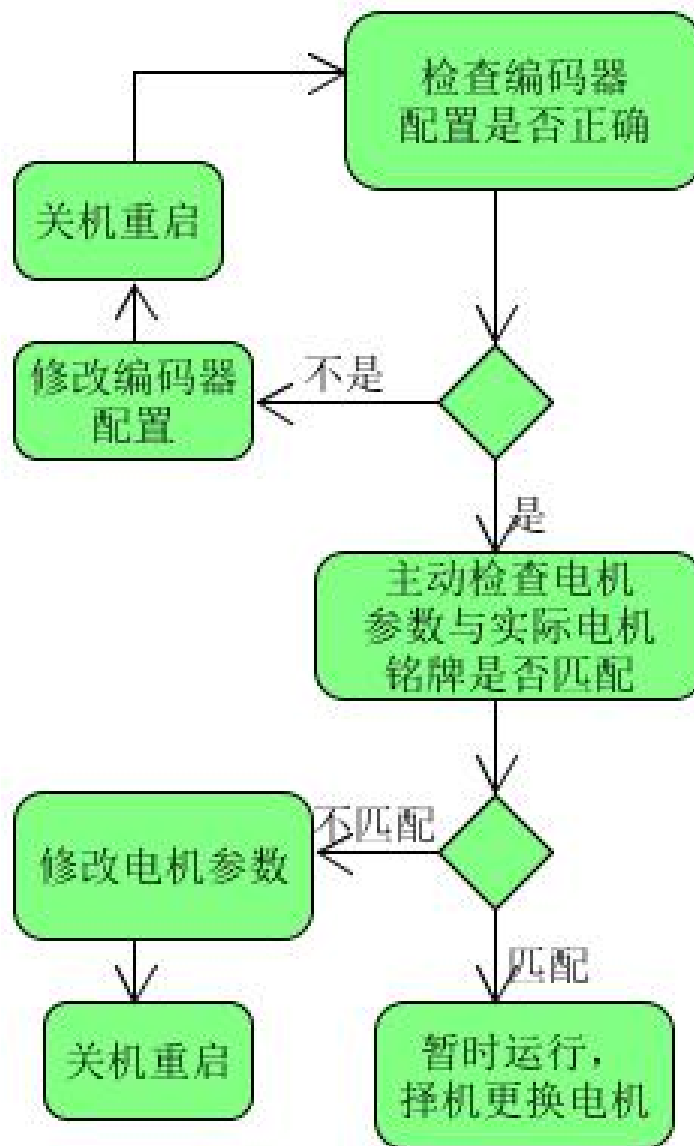 检查编码器
配置是否正确
关机重启
修改编码器
配置
不是
是
主动检查电机
参数与实际电机
铭牌是否匹配
不匹配
修改电机参数
匹配
关机重启
暂时运行，
择机更换电机